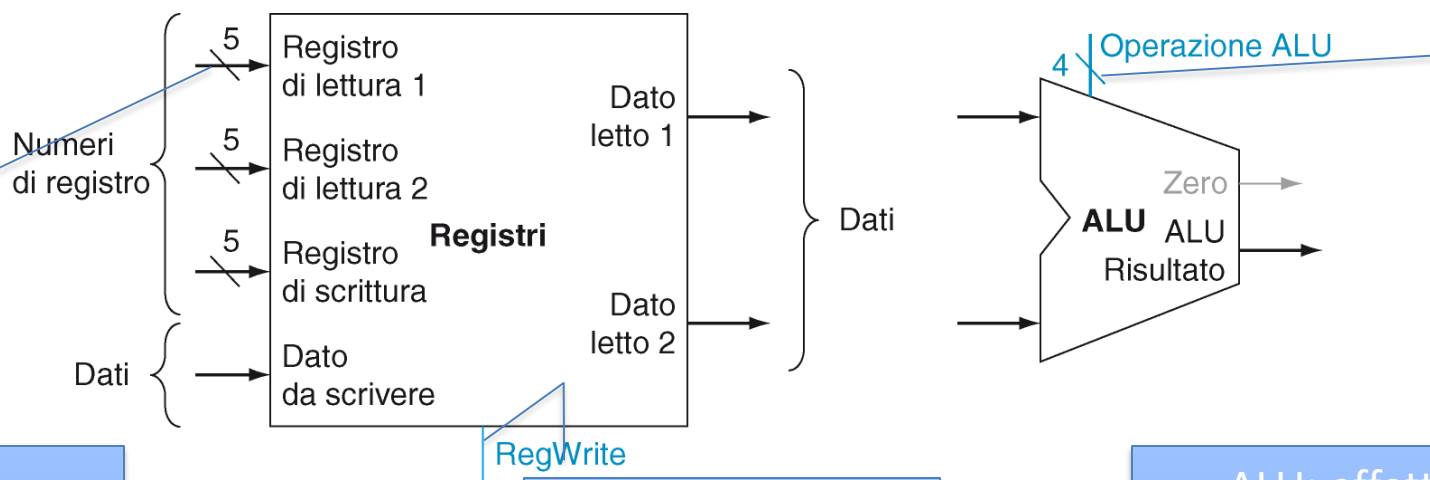 5
Registro
di lettura 1
Numeri
di registro
5
Registro
di lettura 2
5
Registro
di scrittura
Dati
Dato
da scrivere
Registri
Dato
letto 1
Dato
letto 2
RegWrite
Dati
4
Operazione ALU
Zero
ALU
ALU
Risultato